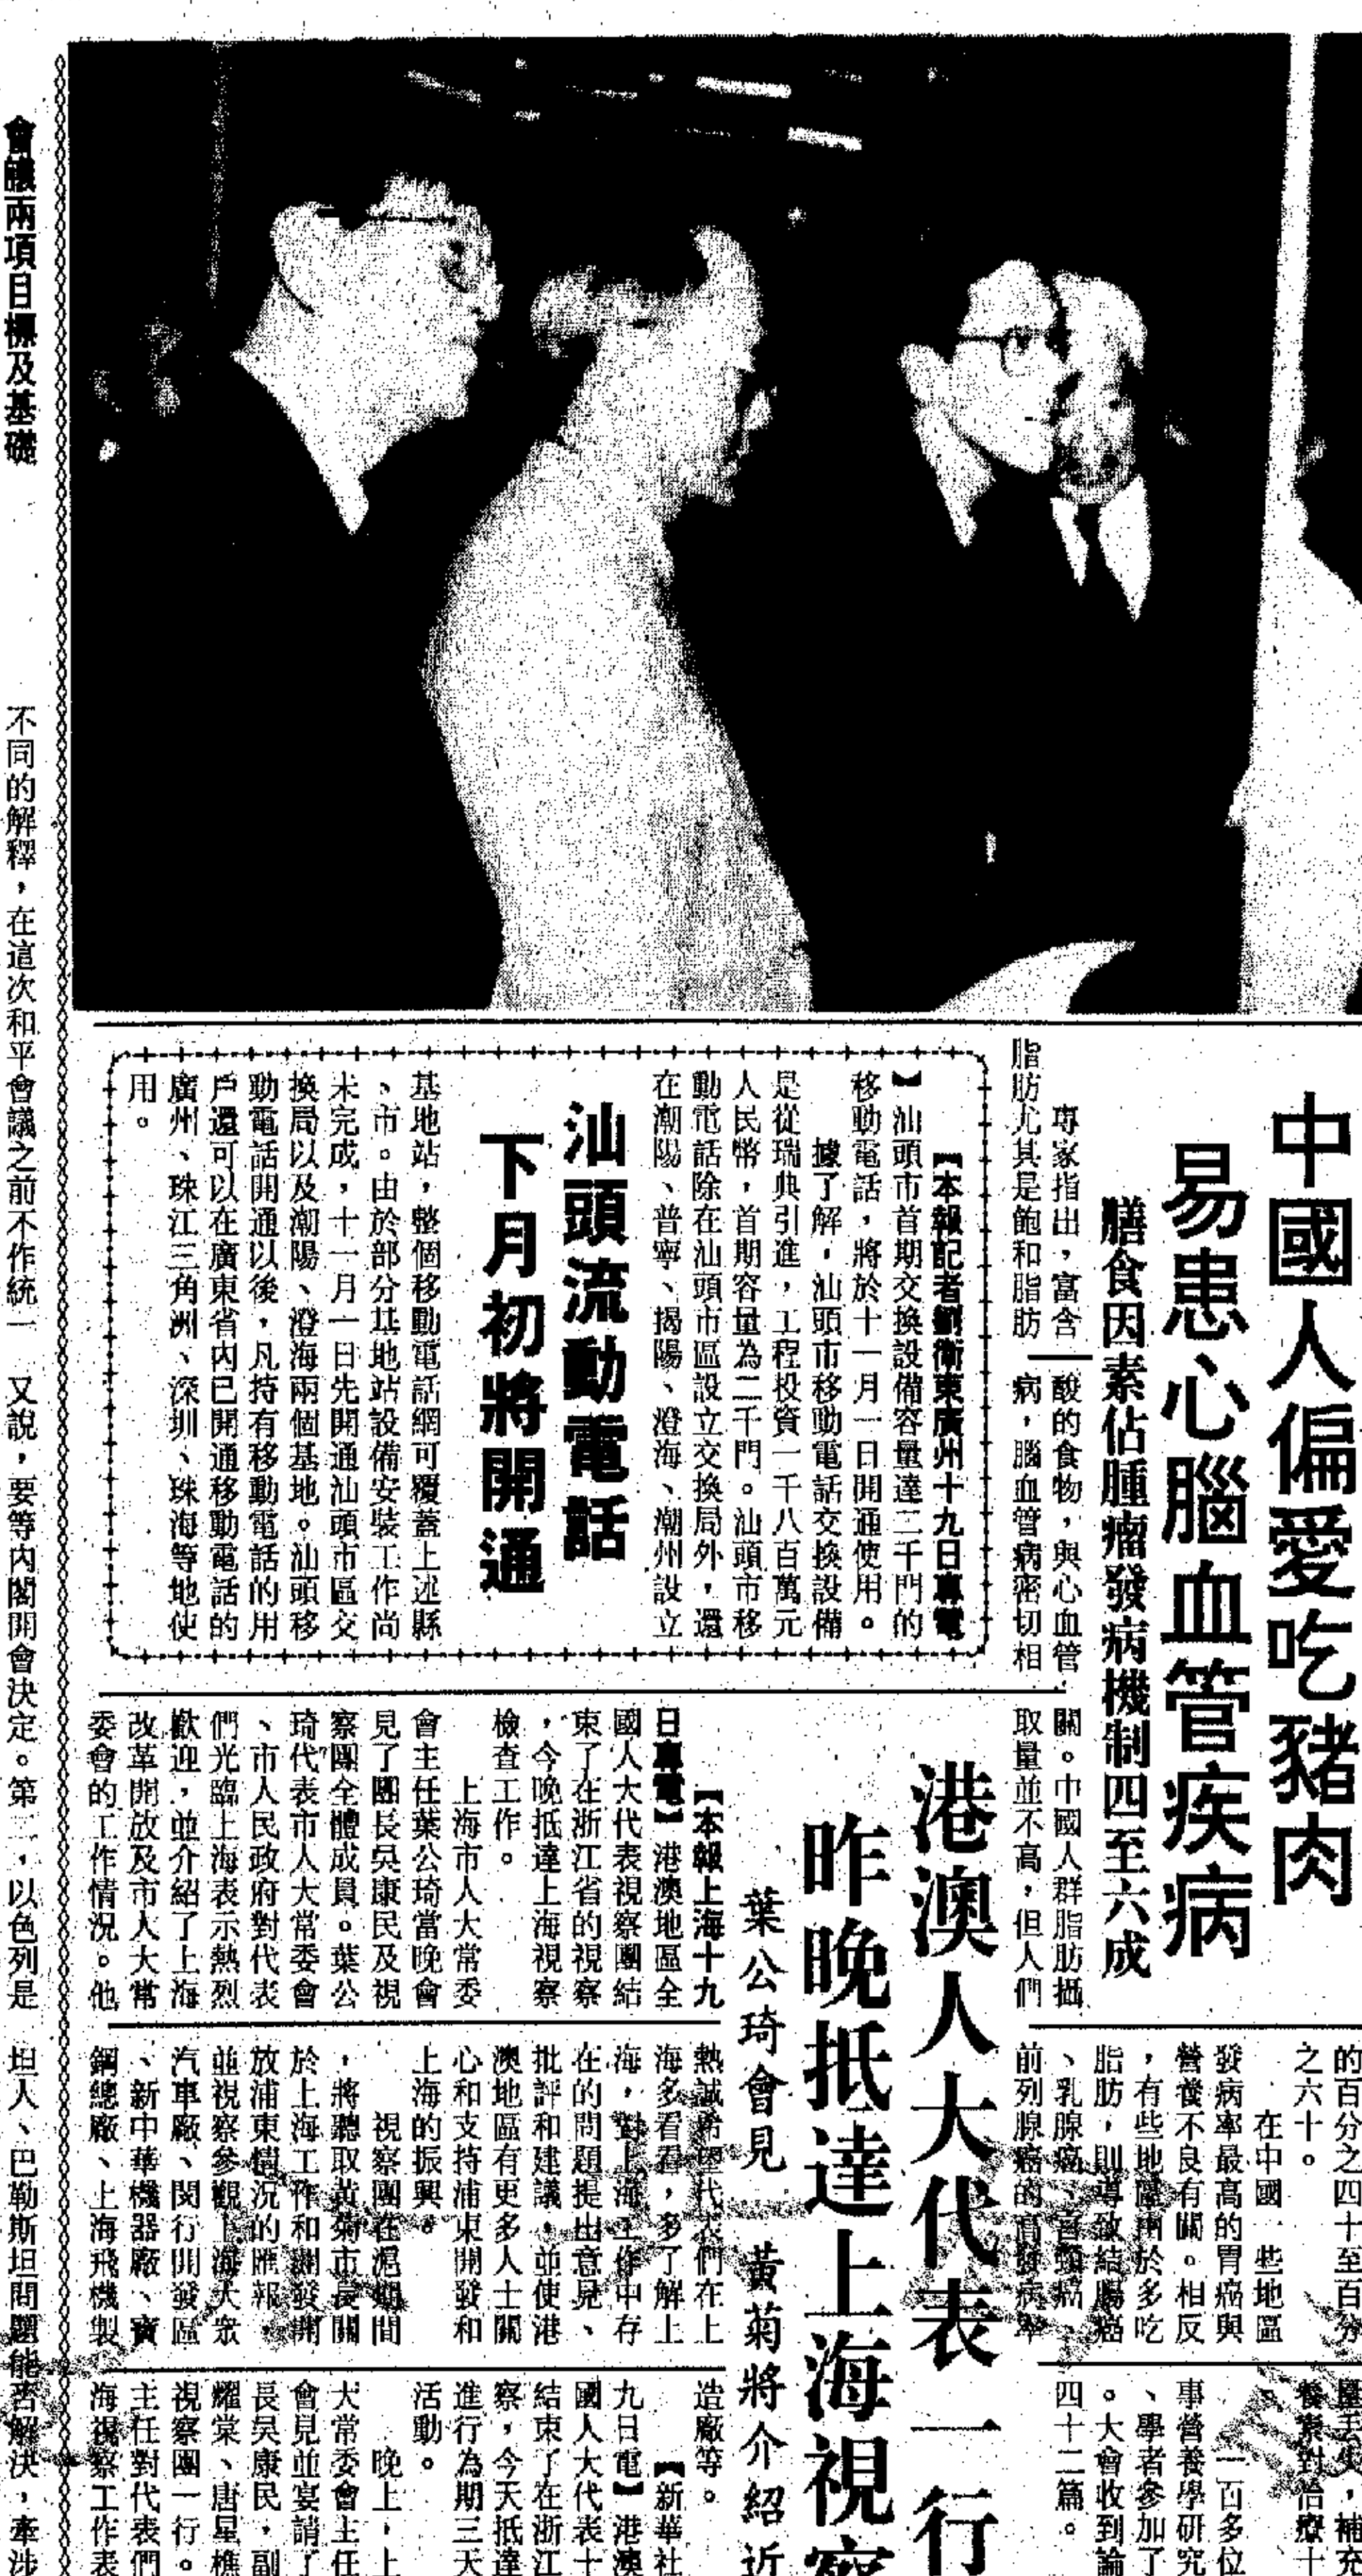 中國人偏愛吃豬肉
易患心腦血管疾病
膳食因素佔腫瘤發病機制四至六成
專家指出,富含
脂肪尤其是飽和脂肪
酸的食物,與心血管
病,腦血管病密切相
關。中國人群脂肪攝
取量並不高,但人們
的百分之四十至百分
之六十。
在中國一些地區
發病率最高的胃癌與
營養不良有關。相反
,有些地區由於多吃
脂肪,則導致結腸癌
、乳腺癌、宮頸癌、
前列腺癌的高發病率
一百多位
事營養學研究
、學者參加了
。大會收到論
四十二篇。
汕頭流動電話
下月初將開通
【本報記者劉衛東廣州十九日專電
】汕頭市首期交換設備容量達二千門的
移動電話,將於十一月一日開通使用。
據了解,汕頭市移動電話交換設備
是從瑞典引進,工程投資一千八百萬元
人民幣,首期容量為二千門。汕頭市移
動電話除在汕頭市區設立交換局外,還
在潮陽、普寧、揭陽、澄海、潮州設立
基地站,整個移動電話網可覆蓋上述縣
、市。由於部分基地站設備安裝工作尚
未完成,十一月一日先開通汕頭市區交
換局以及潮陽、澄海兩個基地。汕頭移
動電話開通以後,凡持有移動電話的用
戶還可以在廣東省內已開通移動電話的
廣州、珠江三角洲、深圳、珠海等地使
用。
港澳人大代表一行
昨晚抵達上海視察
葉公琦會見 黃菊將介紹近
【本報上海十九
日專電】港澳地區全
國人大代表視察團結
束了在浙江省的視察
,今晚抵達上海視察
檢查工作。
上海市人大常委
會主任葉公琦當晚會
見了團長吳康民及視
察團全體成員。葉公
琦代表市人大常委會
、市人民政府對代表
們光臨上海表示熱烈
歡迎,並介紹了上海
改革開放及市人大常
委會的工作情況。他
熱誠希望代表們在上
海多看看,多了解上
海,對上海工作中存
在的問題提出意見、
批評和建議,並使港
澳地區有更多人士關
心和支持浦東開發和
上海的振興。
視察團在滬期間
,將聽取黃菊市長關
於上海工作和開發開
放浦東情況的匯報,
並視察參觀上海大眾
汽車廠、閔行開發區
、新中華機器廠、寶
鋼總廠、上海飛機製
造廠等。
【新華社
九日電】港澳
國人大代表十
結束了在浙江
察,今天抵達
進行為期三天
活動。
晚上,上
大常委會主任
會見並宴請了
長吳康民,副
耀棠、唐星樵
視察團一行。
主任對代表們
海視察工作表
會議兩項目標及基礎
不同的解釋,在這次和平會議之前不作統一
又說,要等內閣開會決定。第二,以色列是
坦人、巴勒斯坦問題能否解決,牽涉